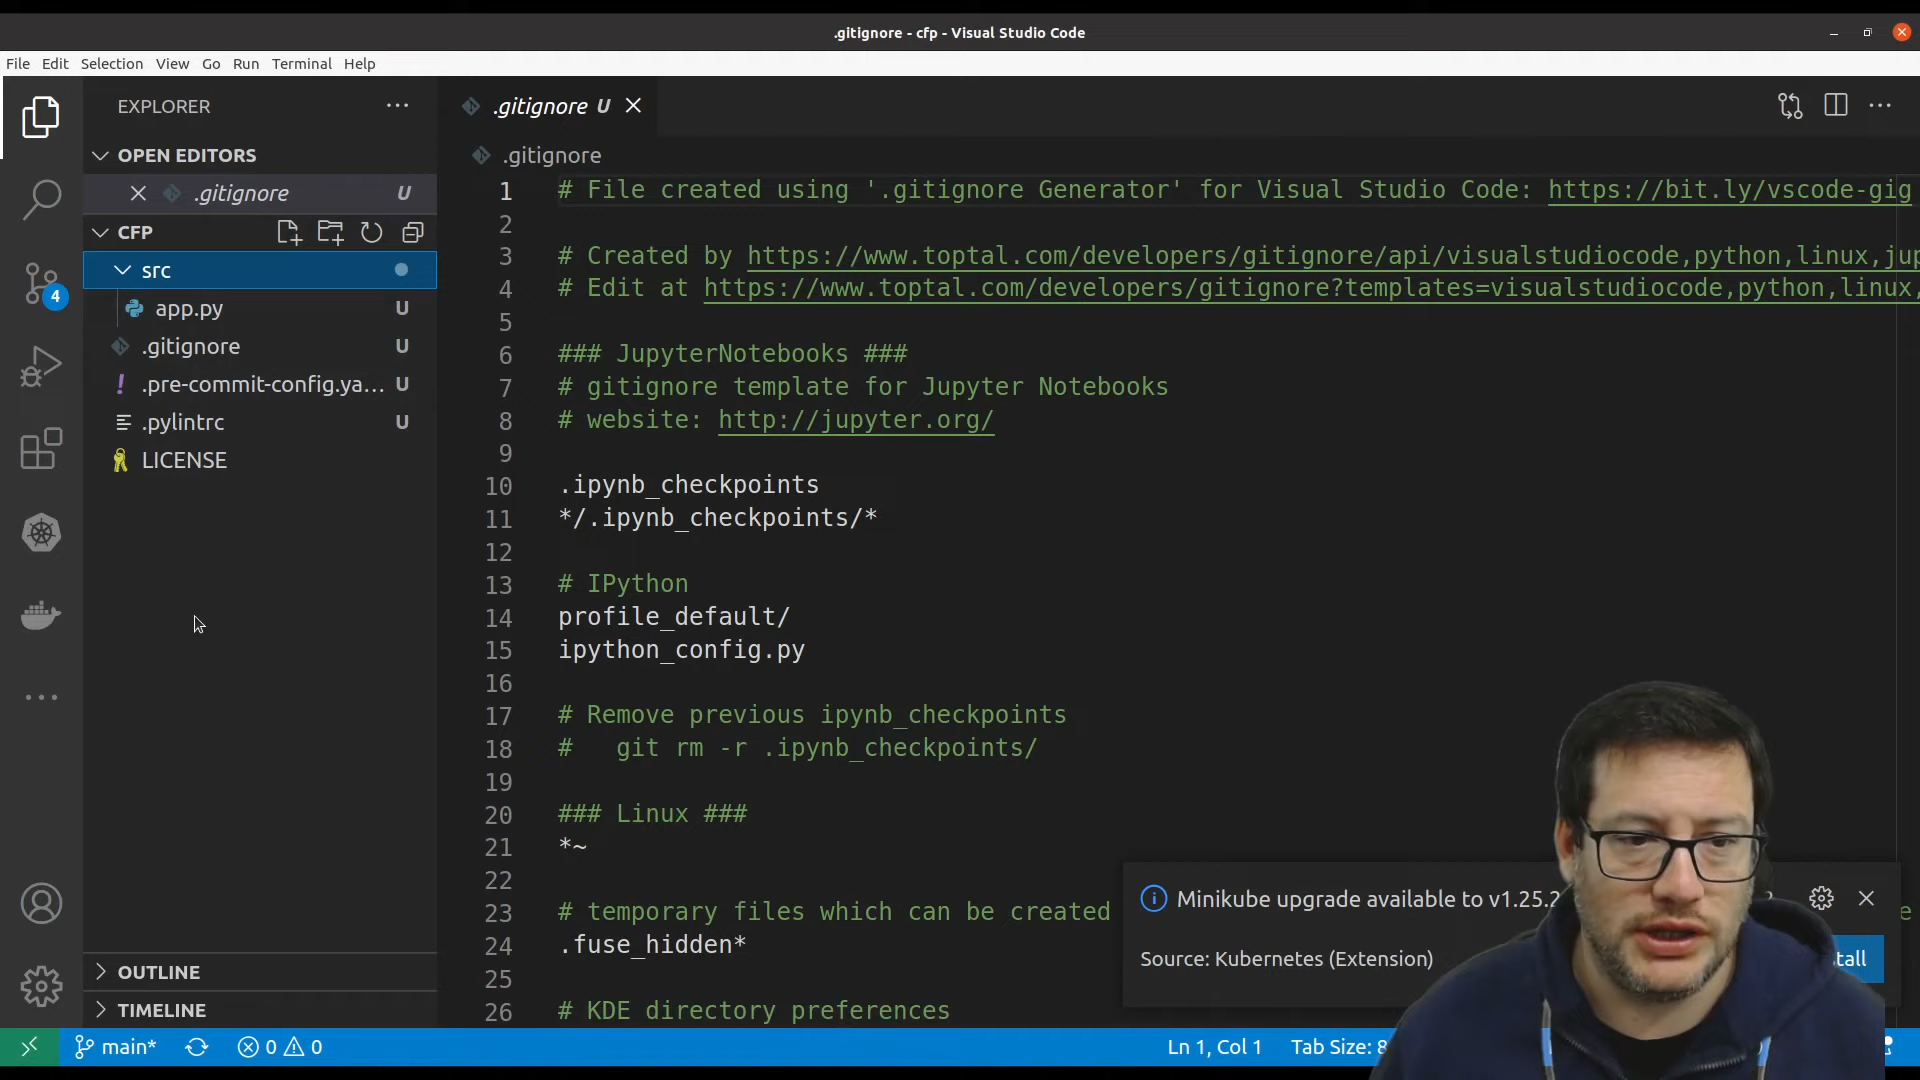 .gitignore - cfp - Visual Studio Code
File Edit Selection View Go Run Terminal Help
EXPLORER
OPEN EDITORS
.gitignore U
CFP
src
app.py U
.gitignore U
.pre-commit-config.ya... U
.pylintrc U
LICENSE
4
OUTLINE
TIMELINE
.gitignore U
.gitignore
1 # File created using '.gitignore Generator' for Visual Studio Code: https://bit.ly/vscode-gig
2
3 # Created by https://www.toptal.com/developers/gitignore/api/visualstudiocode,python,linux,jup
4 # Edit at https://www.toptal.com/developers/gitignore?templates=visualstudiocode,python,linux,
5
6 ### JupyterNotebooks ###
7 # gitignore template for Jupyter Notebooks
8 # website: http://jupyter.org/
9
10 .ipynb_checkpoints
11 */.ipynb_checkpoints/*
12
13 # IPython
14 profile_default/
15 ipython_config.py
16
17 # Remove previous ipynb_checkpoints
18 #   git rm -r .ipynb_checkpoints/
19
20 ### Linux ###
21 *~
22
23 # temporary files which can be created
24 .fuse_hidden*
25
26 # KDE directory preferences
Minikube upgrade available to v1.25.2
Source: Kubernetes (Extension)
tall
main* 0 0 Ln 1, Col 1 Tab Size: 8